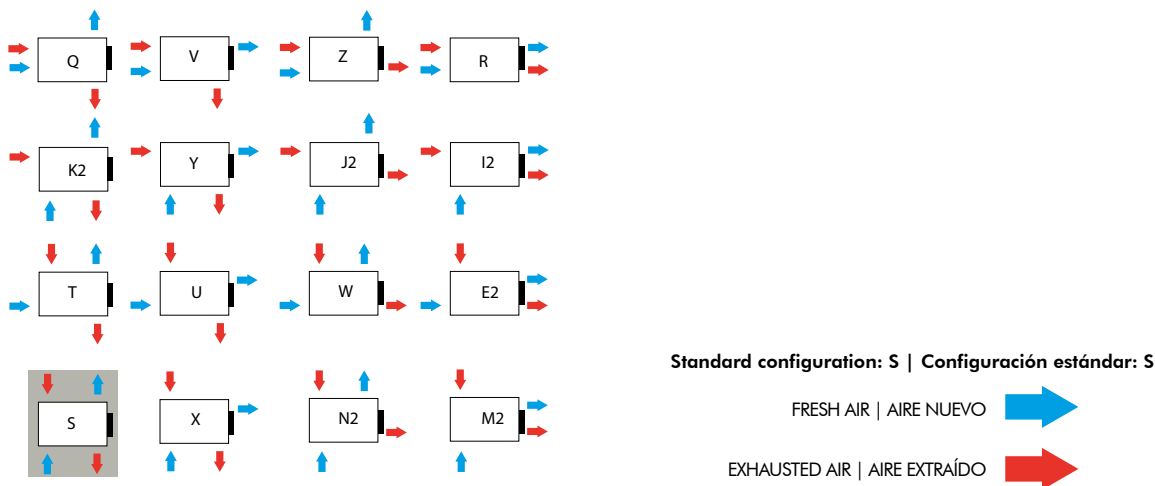 Q
V
Z
R
K2
Y
J2
I2
T
U
W
E2
S
X
N2
M2
Standard configuration: S | Configuración estándar: S
FRESH AIR | AIRE NUEVO
EXHAUSTED AIR | AIRE EXTRAÍDO